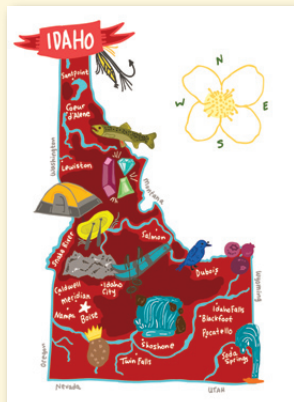 IDAHO
N
W E
S
Sandpoint
Coeur
d'Alene
Washington
Lewiston
Montana
Snake River
Salmon
Dubois
Wyoming
Caldwell
Meridian
Nampa
Boise
Idaho
City
Idaho Falls
Blackfoot
Pocatello
Shoshone
Twin Falls
Soda
Springs
Oregon
Nevada
UTAH